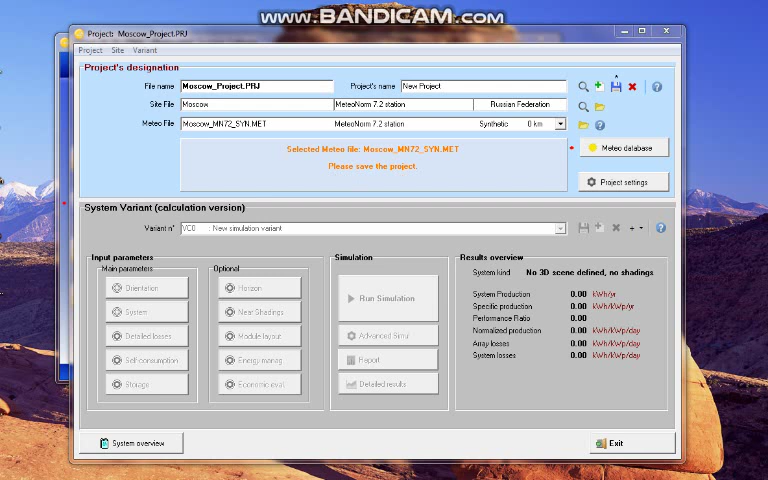 www.BANDICAM.com
Project: Moscow_Project.PRJ
Project Site Variant
Project's designation
File name Moscow_Project.PRJ Project's name New Project
Site File Moscow MeteoNorm 7.2 station Russian Federation
Meteo File Moscow_MN72_SYN.MET MeteoNorm 7.2 station Synthetic 0 km
Selected Meteo file: Moscow_MN72_SYN.MET
Please save the project.
Meteo database
Project settings
System Variant (calculation version)
Variant n° VC0 : New simulation variant
Input parameters
Main parameters
Orientation
System
Detailed losses
Self-consumption
Storage
Optional
Horizon
Near Shadings
Module layout
Energy manag.
Economic eval.
Simulation
Run Simulation
Advanced Simul.
Report
Detailed results
Results overview
System kind No 3D scene defined, no shadings
System Production 0.00 kWh/yr
Specific production 0.00 kWh/kWp/yr
Performance Ratio 0.00
Normalized production 0.00 kWh/kWp/day
Array losses 0.00 kWh/kWp/day
System losses 0.00 kWh/kWp/day
System overview
Exit